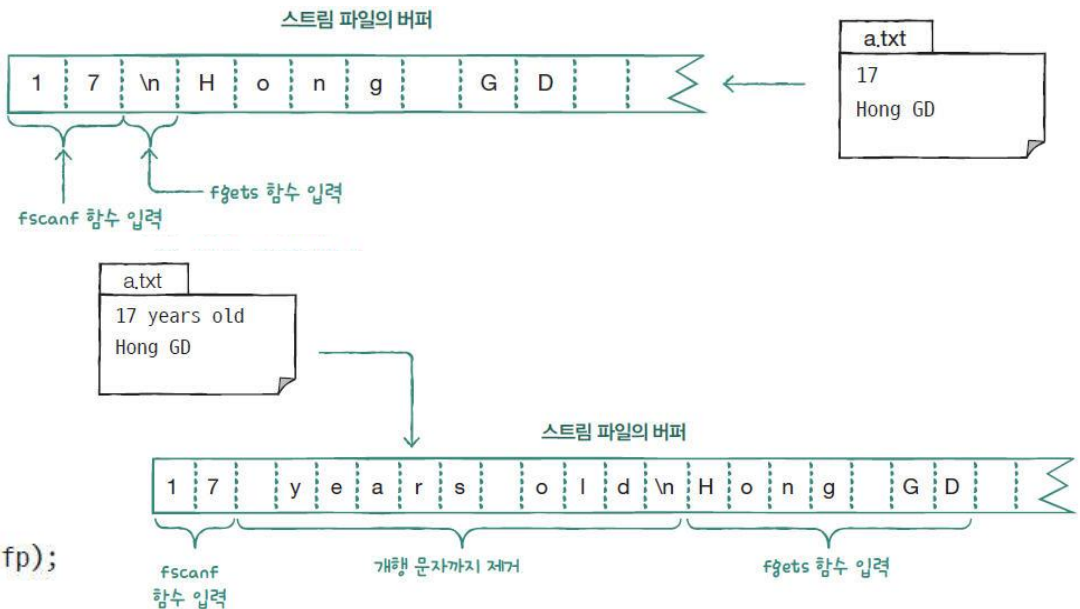 스트림 파일의 버퍼
1 7 \n H o n g G D
a.txt
17
Hong GD
fgets 함수 입력
fscanf 함수 입력
a.txt
17 years old
Hong GD
스트림 파일의 버퍼
1 7 y e a r s o l d \n H o n g G D
fp);
fscanf
함수 입력
개행 문자까지 제거
fgets 함수 입력